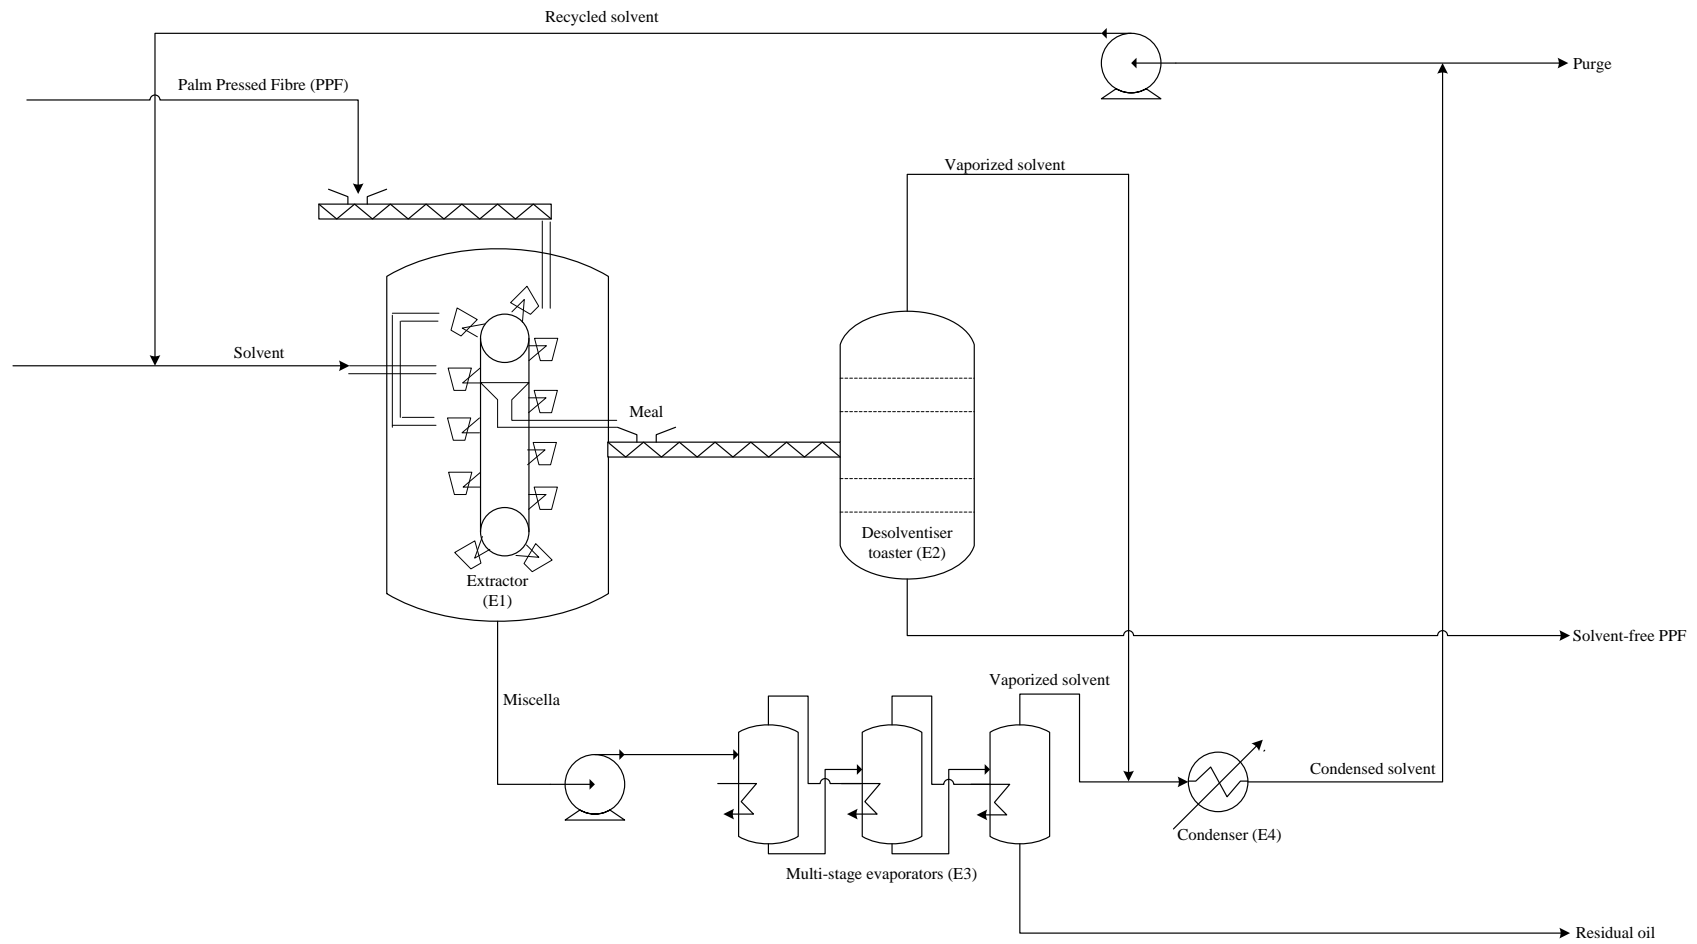 Recycled solvent
Purge
Palm Pressed Fibre (PPF)
Vaporized solvent
Solvent
Meal
Desolventiser
toaster (E2)
Extractor
(E1)
Solvent-free PPF
Vaporized solvent
Miscella
Condensed solvent
Condenser (E4)
Multi-stage evaporators (E3)
Residual oil